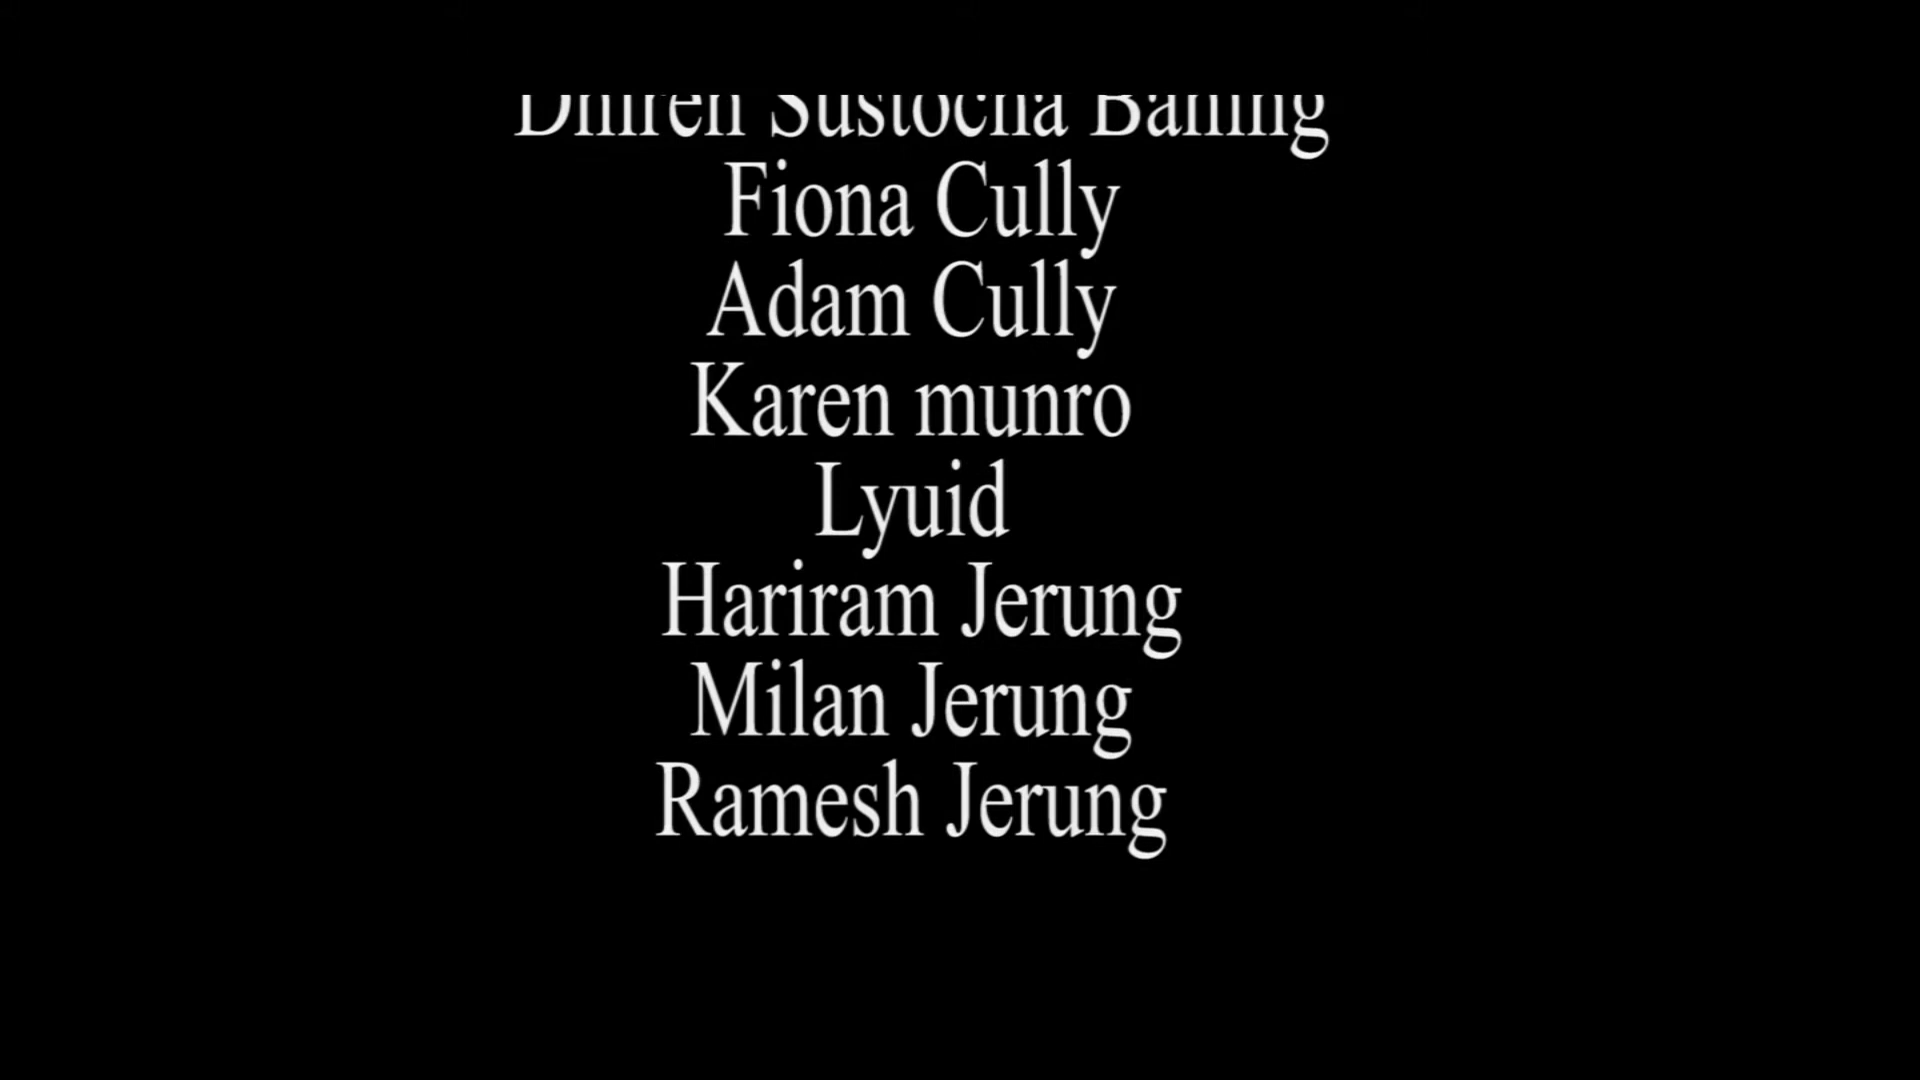 Fiona Cully
Adam Cully
Karen munro
Lyuid
Hariram Jerung
Milan Jerung
Ramesh Jerung